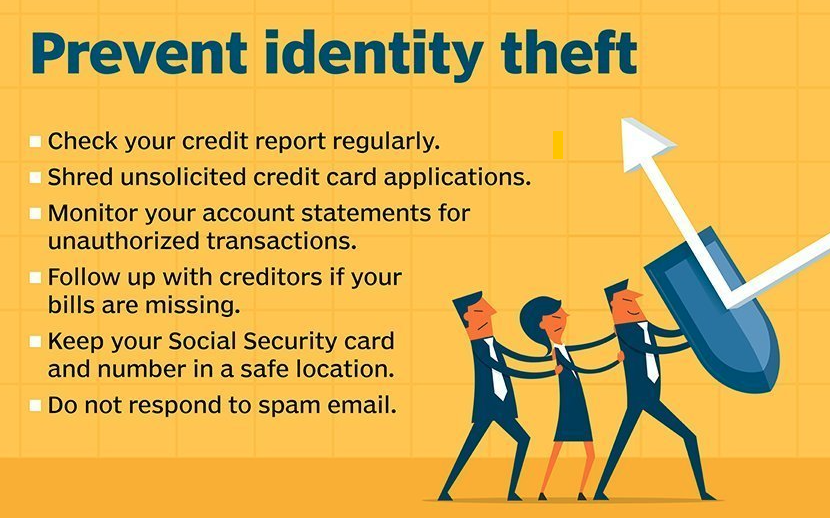 Prevent identity theft
Check your credit report regularly.
Shred unsolicited credit card applications.
Monitor your account statements for
unauthorized transactions.
Follow up with creditors if your
bills are missing.
Keep your Social Security card
and number in a safe location.
Do not respond to spam email.